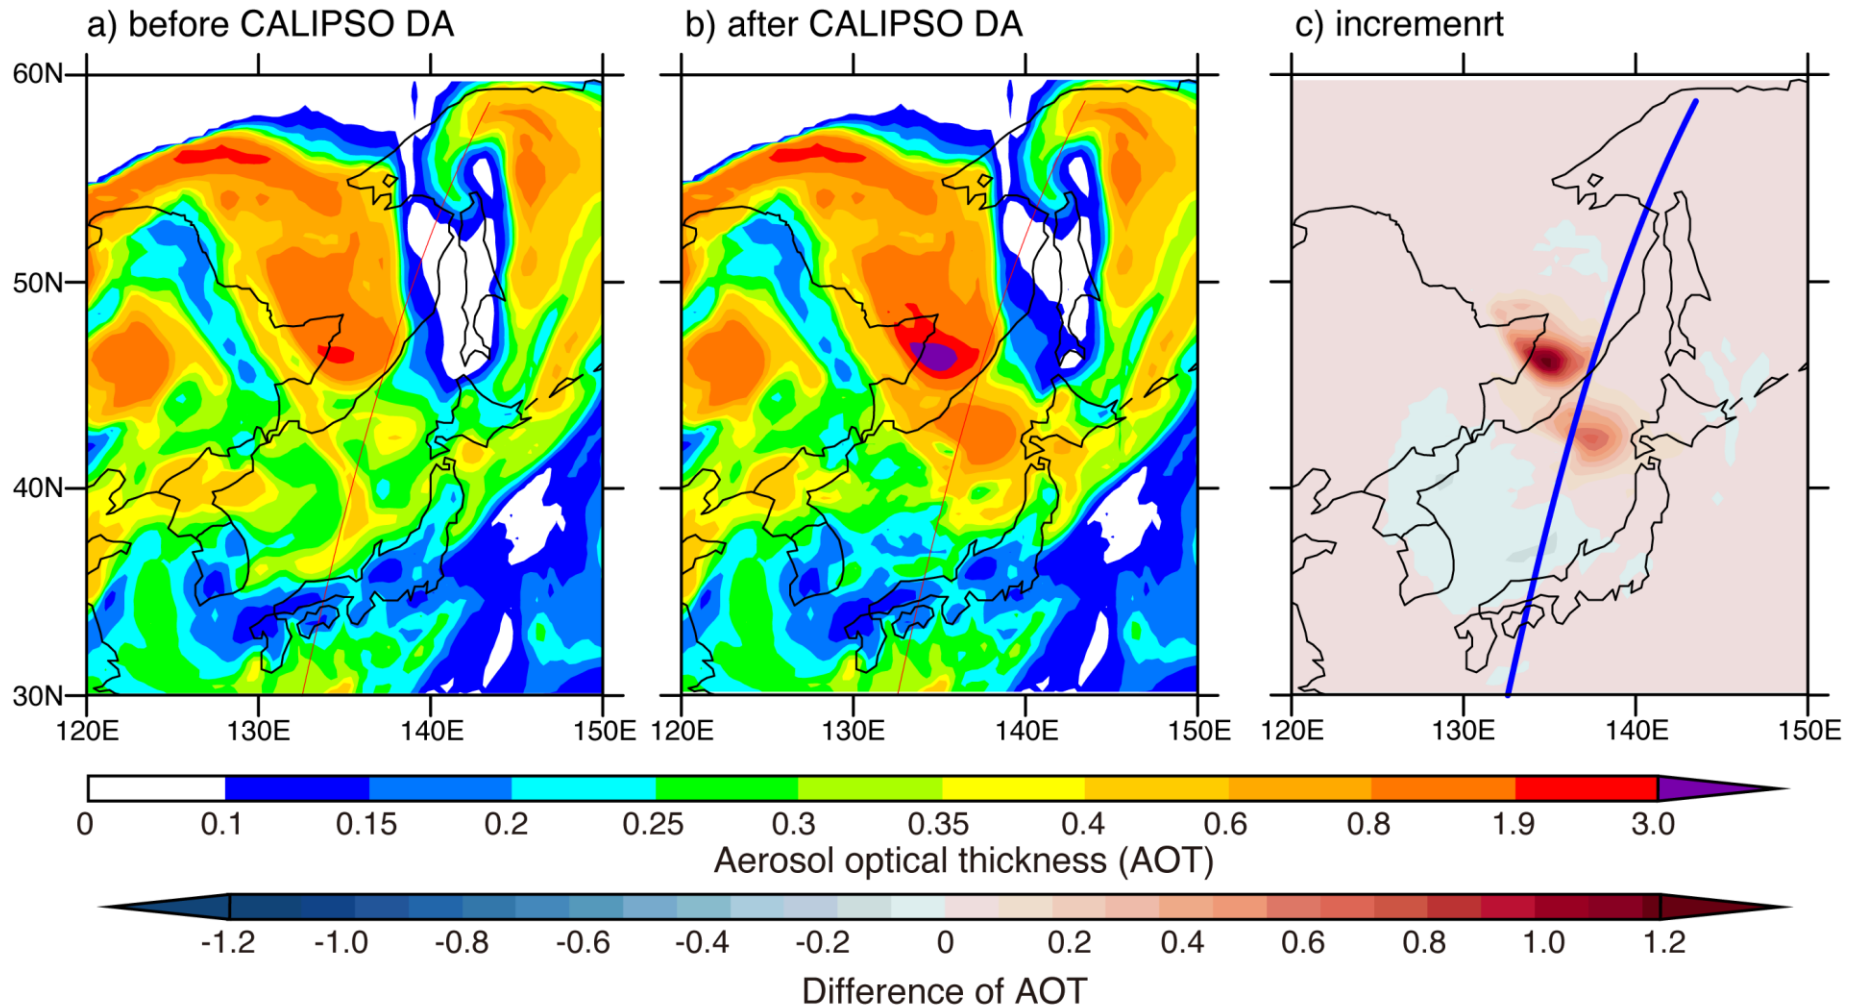 a) before CALIPSO DA
b) after CALIPSO DA
c) incremenrt
60N
50N
40N
30N
120E 130E 140E 150E 120E 130E 140E 150E 120E 130E 140E 150E
0 0.1 0.15 0.2 0.25 0.3 0.35 0.4 0.6 0.8 1.9 3.0
Aerosol optical thickness (AOT)
-1.2 -1.0 -0.8 -0.6 -0.4 -0.2 0 0.2 0.4 0.6 0.8 1.0 1.2
Difference of AOT